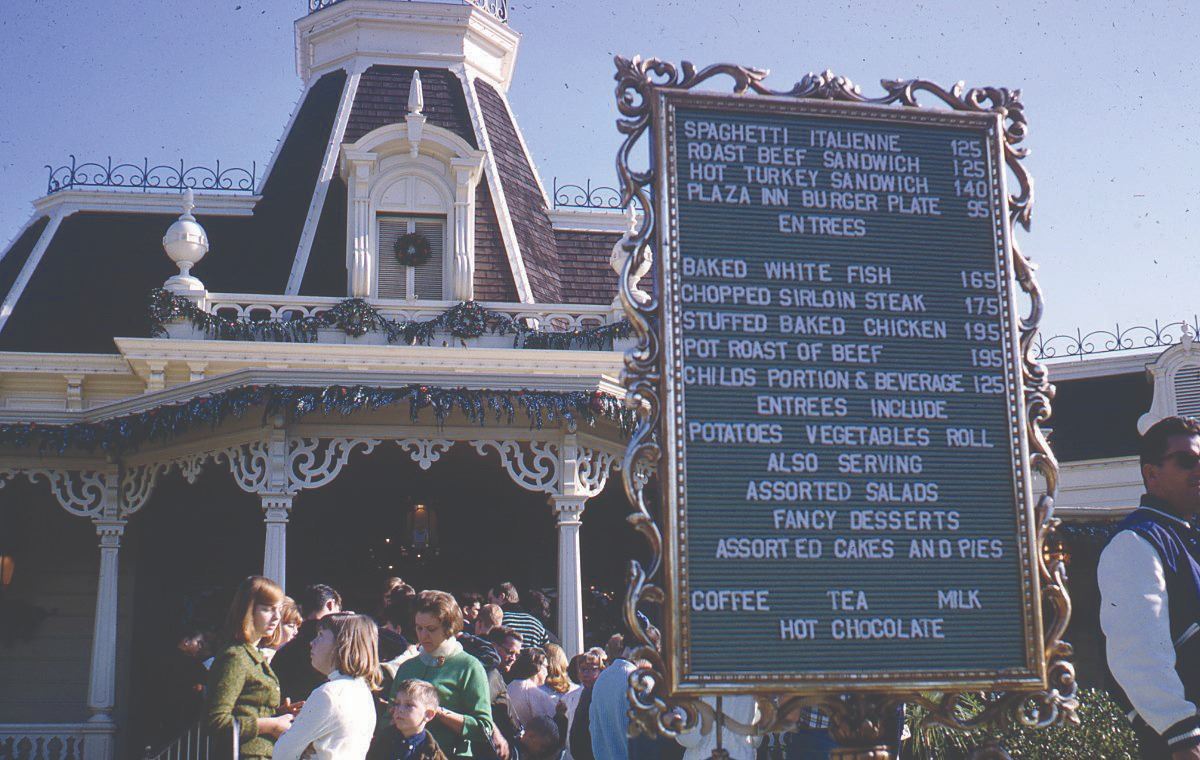 SPAGHETTI ITALIENNE 125
ROAST BEEF SANDWICH 125
HOT TURKEY SANDWICH 140
PLAZA INN BURGER PLATE 95
ENTREES
BAKED WHITE FISH 165
CHOPPED SIRLOIN STEAK 175
STUFFED BAKED CHICKEN 195
POT ROAST OF BEEF 195
CHILDS PORTION & BEVERAGE 125
ENTREES INCLUDE
POTATOES VEGETABLES ROLL
ALSO SERVING
ASSORTED SALADS
FANCY DESSERTS
ASSORTED CAKES AND PIES
COFFEE TEA MILK
HOT CHOCOLATE